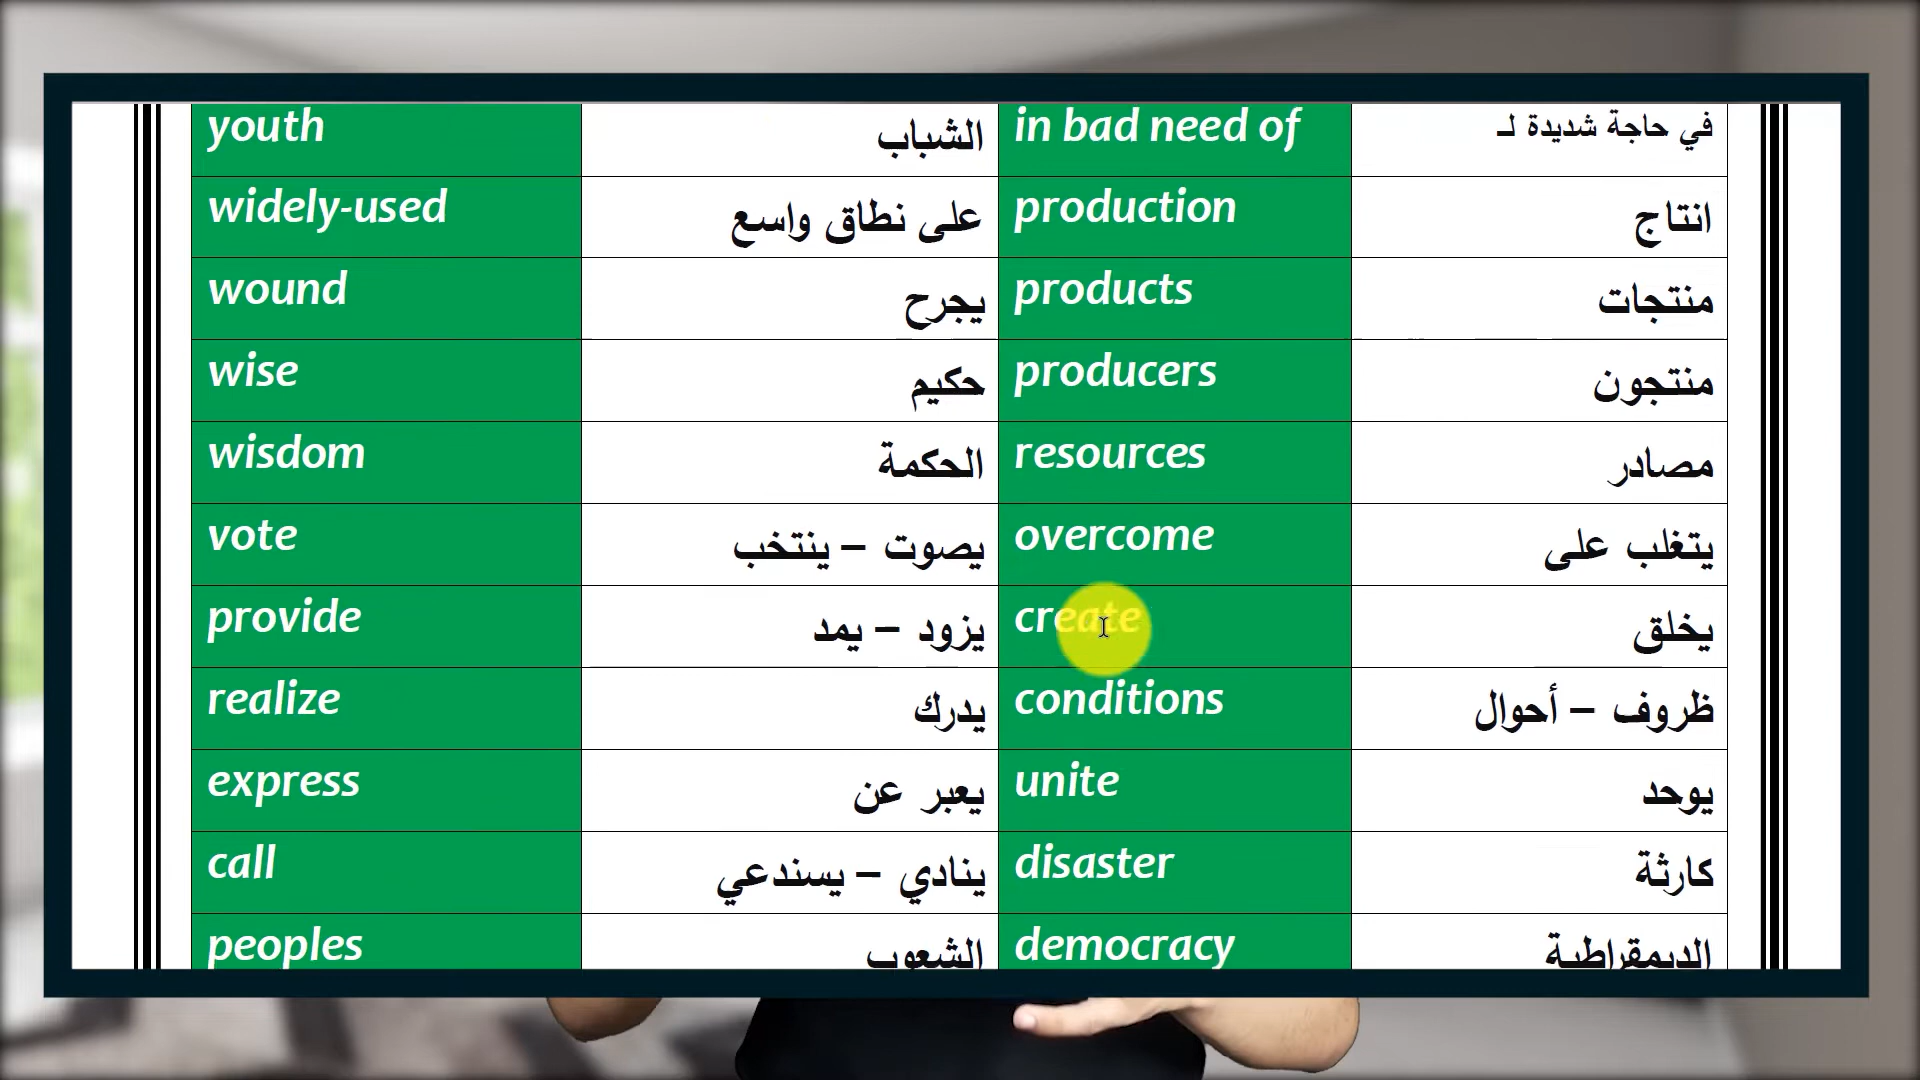 youth الشباب in bad need of في حاجة شديدة لـ
widely-used على نطاق واسع production انتاج
wound يجرح products منتجات
wise حكيم producers منتجون
wisdom الحكمة resources مصادر
vote يصوت – ينتخب overcome يتغلب على
provide يزود – يمد create يخلق
realize يدرك conditions ظروف – أحوال
express يعبر عن unite يوحد
call ينادي – يسندعي disaster كارثة
peoples الشعوب democracy الديمقراطية